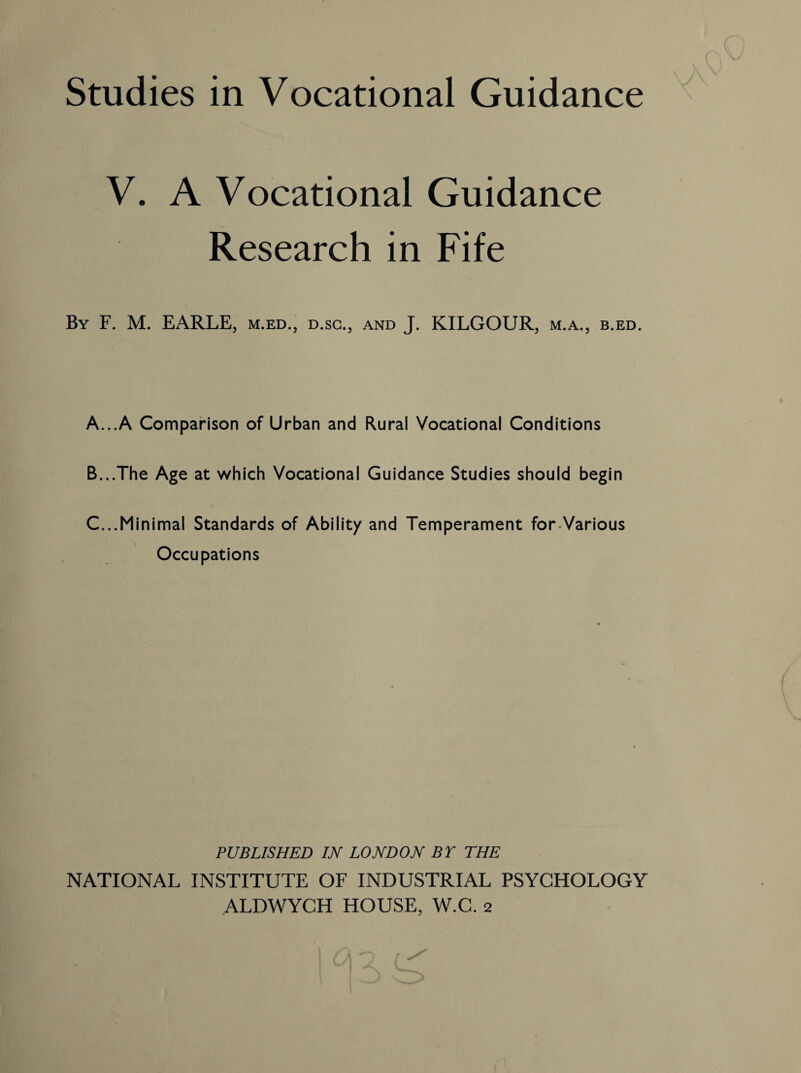 Studies in Vocational Guidance
V. A Vocational Guidance
Research in Fife
By F. M. EARLE, M.ED., D.SC., AND J. KILGOUR, M.A., B.ED.
A...A Comparison of Urban and Rural Vocational Conditions
B...The Age at which Vocational Guidance Studies should begin
C...Minimal Standards of Ability and Temperament for Various
Occupations
PUBLISHED IN LONDON BY THE
NATIONAL INSTITUTE OF INDUSTRIAL PSYCHOLOGY
ALDWYCH HOUSE, W.C. 2